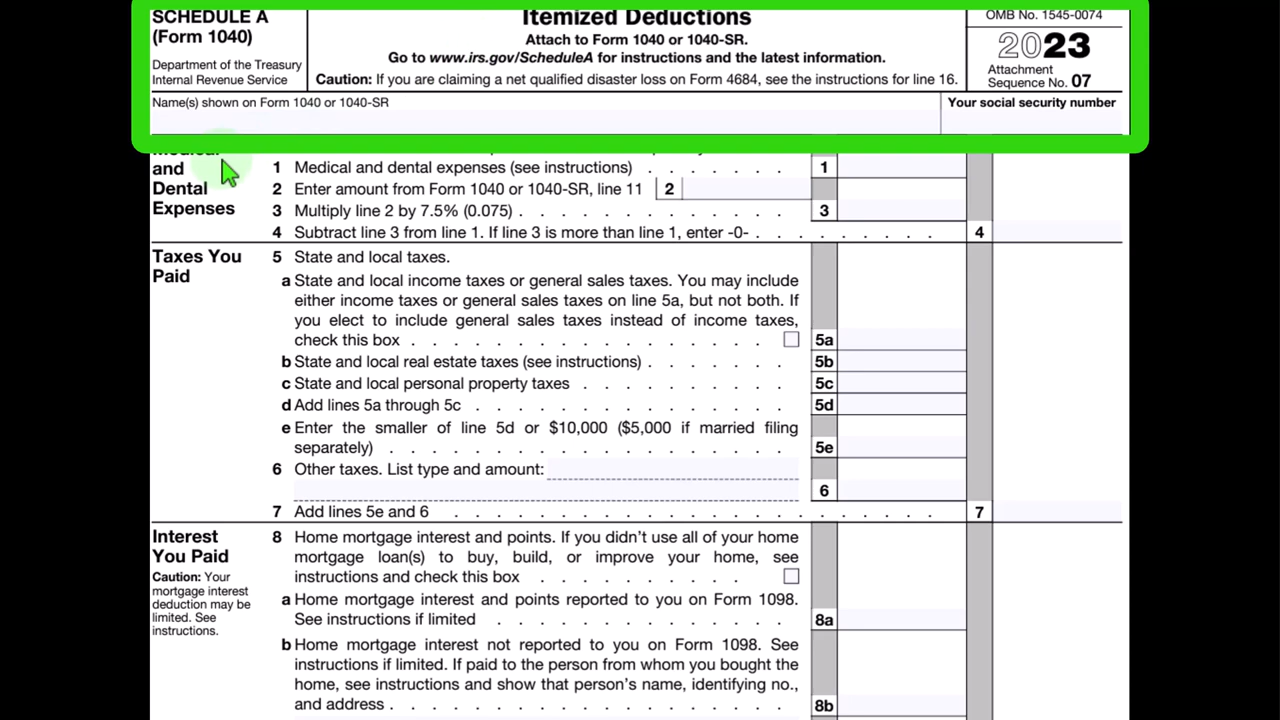 SCHEDULE A
(Form 1040)
Department of the Treasury
Internal Revenue Service
Itemized Deductions
Attach to Form 1040 or 1040-SR.
Go to www.irs.gov/ScheduleA for instructions and the latest information.
Caution: If you are claiming a net qualified disaster loss on Form 4684, see the instructions for line 16.
OMB No. 1545-0074
2023
Attachment
Sequence No. 07
Name(s) shown on Form 1040 or 1040-SR
Your social security number
Medical
and
Dental
Expenses
1 Medical and dental expenses (see instructions) . . . . . . . 1
2 Enter amount from Form 1040 or 1040-SR, line 11 2
3 Multiply line 2 by 7.5% (0.075) . . . . . . . . . . . . . 3
4 Subtract line 3 from line 1. If line 3 is more than line 1, enter -0- . . . . . . . . . 4
Taxes You
Paid
5 State and local taxes.
a State and local income taxes or general sales taxes. You may include
either income taxes or general sales taxes on line 5a, but not both. If
you elect to include general sales taxes instead of income taxes,
check this box . . . . . . . . . . . . . . . . . 5a
b State and local real estate taxes (see instructions) . . . . . . . 5b
c State and local personal property taxes . . . . . . . . . . 5c
d Add lines 5a through 5c . . . . . . . . . . . . . . . 5d
e Enter the smaller of line 5d or $10,000 ($5,000 if married filing
separately) . . . . . . . . . . . . . . . . . . . 5e
6 Other taxes. List type and amount:
6
7 Add lines 5e and 6 . . . . . . . . . . . . . . . . . . . . . . 7
Interest
You Paid
Caution: Your
mortgage interest
deduction may be
limited. See
instructions.
8 Home mortgage interest and points. If you didn't use all of your home
mortgage loan(s) to buy, build, or improve your home, see
instructions and check this box . . . . . . . . . .
a Home mortgage interest and points reported to you on Form 1098.
See instructions if limited . . . . . . . . . . . . . . 8a
b Home mortgage interest not reported to you on Form 1098. See
instructions if limited. If paid to the person from whom you bought the
home, see instructions and show that person's name, identifying no.,
and address . . . . . . . . . . . . . . . . . . . 8b